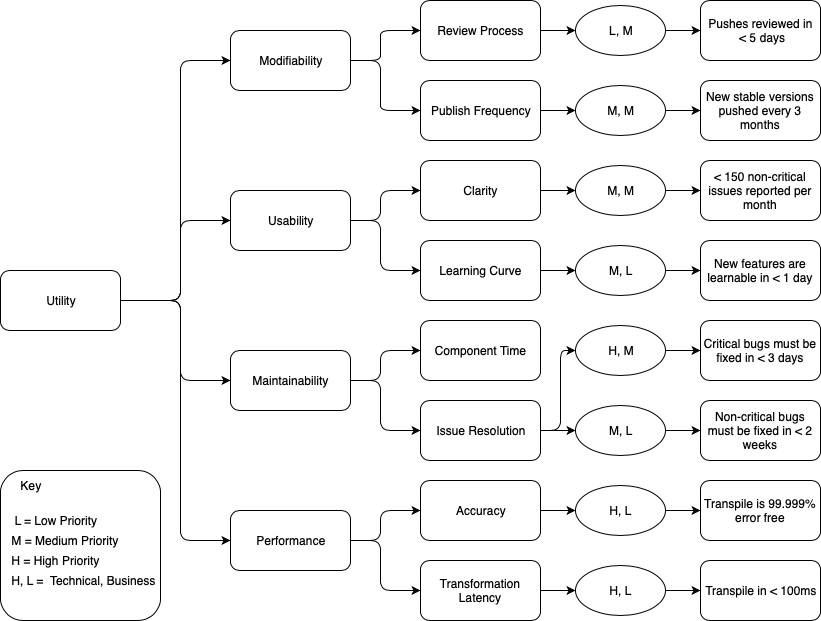 Utility
Modifiability
Review Process
L, M
Pushes reviewed in
< 5 days
Publish Frequency
M, M
New stable versions
pushed every 3
months
Usability
Clarity
M, M
< 150 non-critical
issues reported per
month
Learning Curve
M, L
New features are
learnable in < 1 day
Maintainability
Component Time
H, M
Critical bugs must be
fixed in < 3 days
Issue Resolution
M, L
Non-critical bugs
must be fixed in < 2
weeks
Performance
Accuracy
H, L
Transpile is 99.999%
error free
Transformation
Latency
H, L
Transpile in < 100ms
Key
L = Low Priority
M = Medium Priority
H = High Priority
H, L = Technical, Business